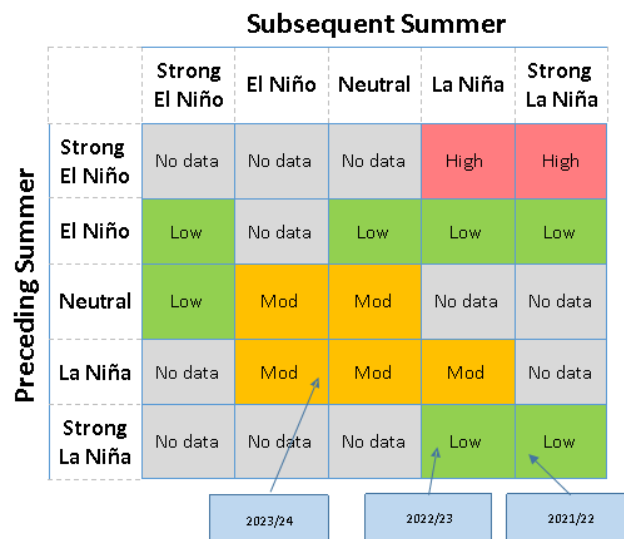 Subsequent Summer
Strong El Niño
El Niño
Neutral
La Niña
Strong La Niña
Preceding Summer
Strong El Niño
No data
No data
No data
High
High
El Niño
Low
No data
Low
Low
Low
Neutral
Low
Mod
Mod
No data
No data
La Niña
No data
Mod
Mod
Mod
No data
Strong La Niña
No data
No data
No data
Low
Low
2023/24
2022/23
2021/22